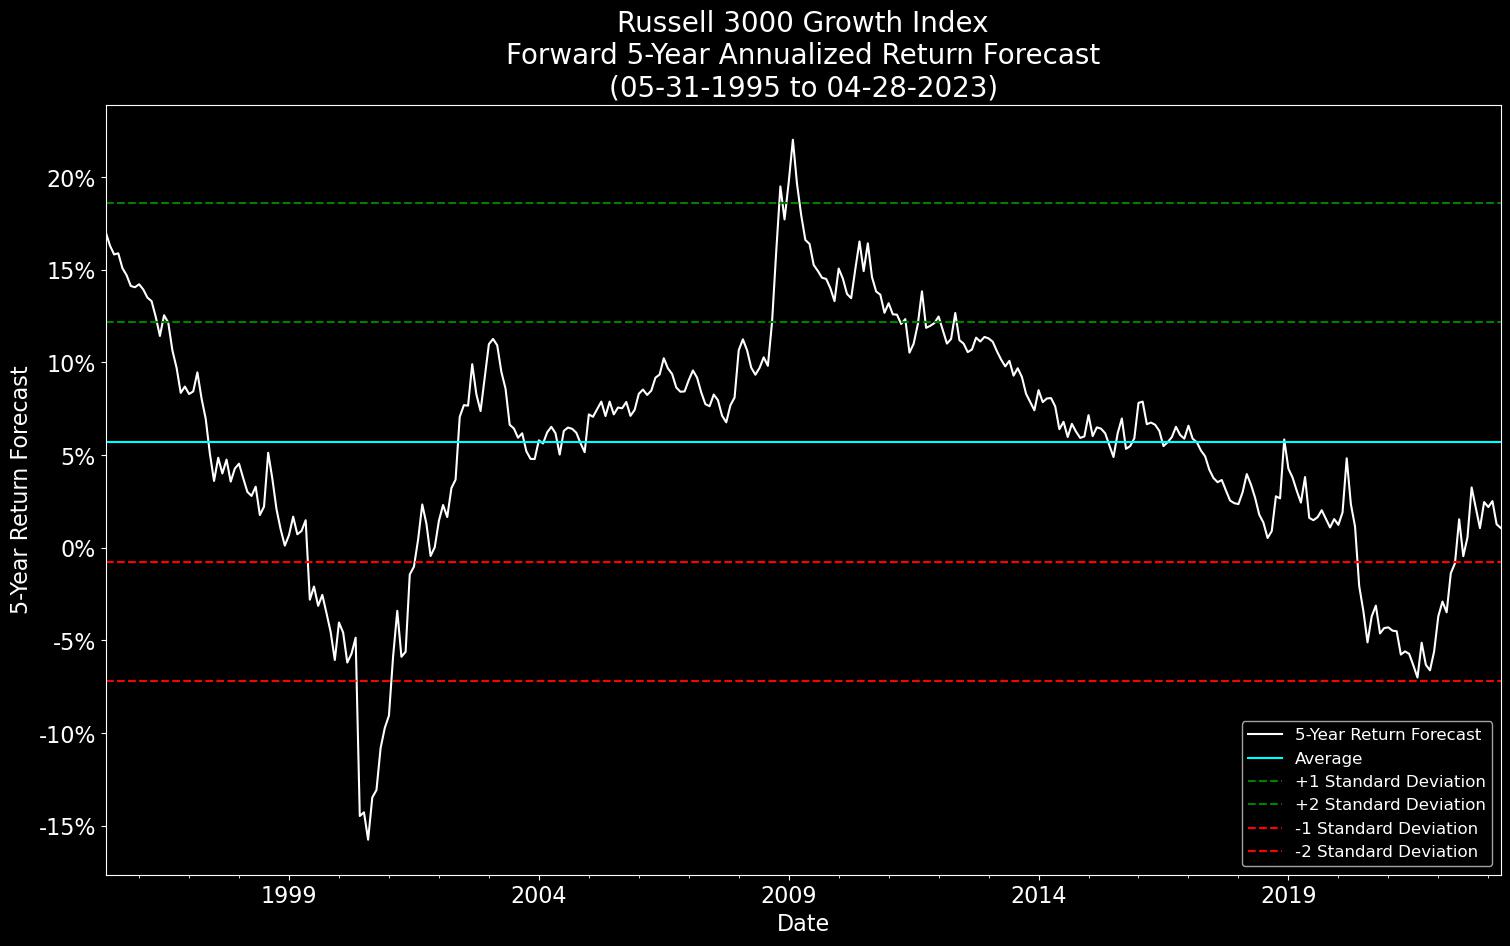 Russell 3000 Growth Index
Forward 5-Year Annualized Return Forecast
(05-31-1995 to 04-28-2023)
5-Year Return Forecast
20%
15%
10%
5%
0%
-5%
-10%
-15%
5-Year Return Forecast
Average
+1 Standard Deviation
+2 Standard Deviation
-1 Standard Deviation
-2 Standard Deviation
1999 2004 2009 2014 2019
Date